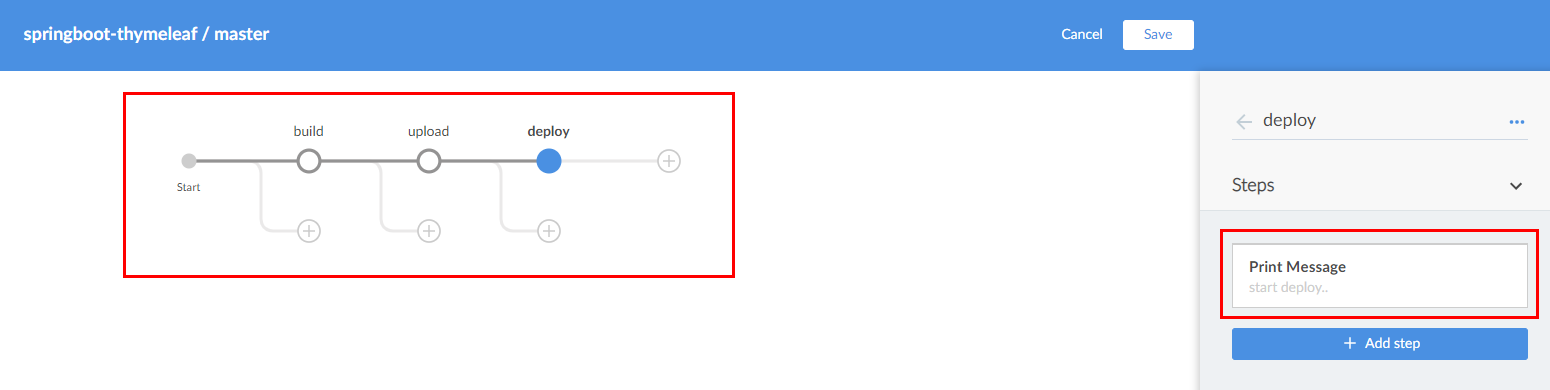 springboot-thymeleaf / master
Cancel
Save
build
upload
deploy
Start
deploy
Steps
Print Message
start deploy..
Add step